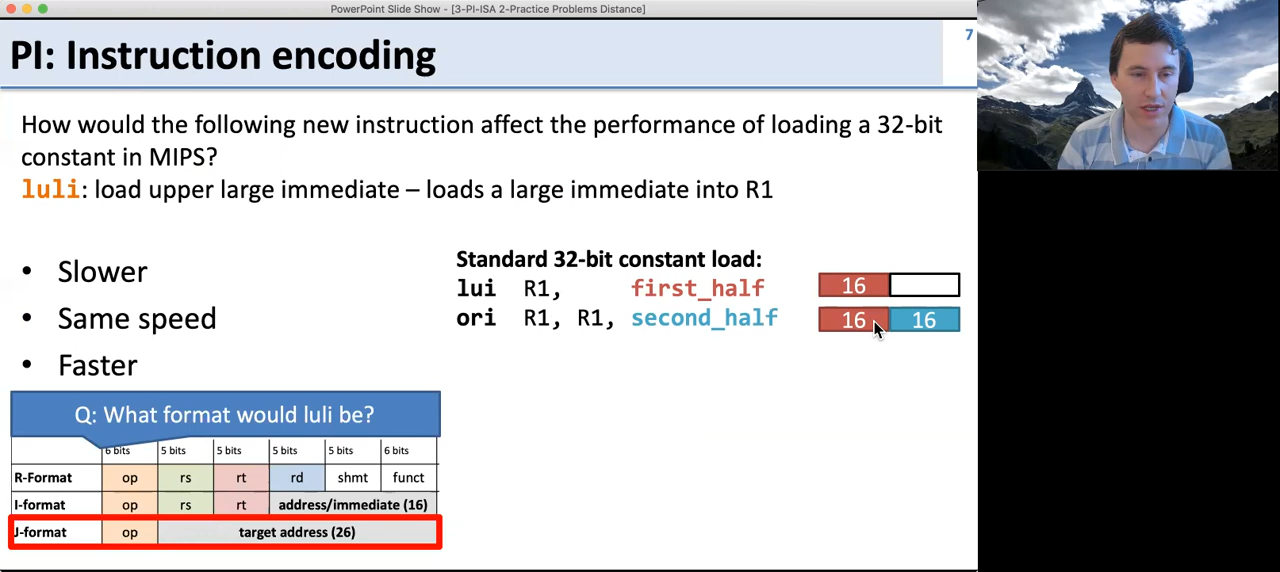 PowerPoint Slide Show - [3-PI-ISA 2-Practice Problems Distance]
PI: Instruction encoding
7
How would the following new instruction affect the performance of loading a 32-bit
constant in MIPS?
luli: load upper large immediate – loads a large immediate into R1
• Slower
• Same speed
• Faster
Standard 32-bit constant load:
lui R1, first_half 16
ori R1, R1, second_half 16 16
Q: What format would luli be?
6 bits 5 bits 5 bits 5 bits 5 bits 6 bits
R-Format op rs rt rd shmt funct
I-format op rs rt address/immediate (16)
J-format op target address (26)